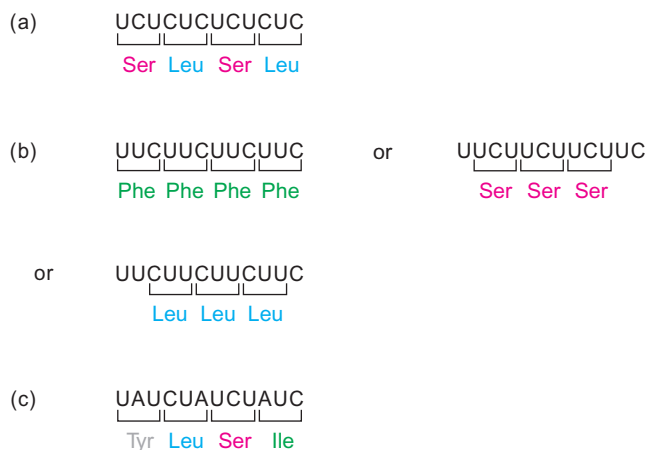 (a) UCUCUCUCUCUC
Ser Leu Ser Leu
(b) UUCUUCUUCUUC or UUCUUCUUCUUC
Phe Phe Phe Phe Ser Ser Ser
or UUCUUCUUCUUC
Leu Leu Leu
(c) UAUCUAUCUAUC
Tyr Leu Ser Ile